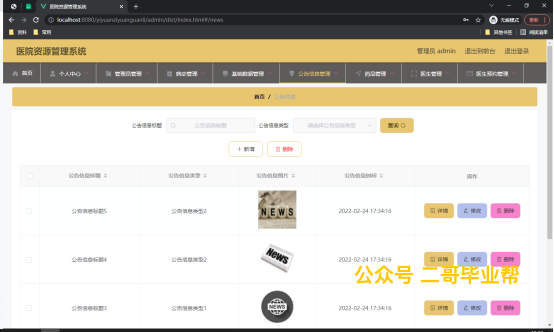 医院资源管理系统
localhost:8080/yiyuanziyuanguanli/admin/dist/index.html#/news
无痕模式
更新
资料
常用
其他书签
阅读清单
医院资源管理系统
管理员 admin 退出到前台 退出登录
首页 个人中心 管理员管理 病史管理 基础数据管理 公告信息管理 药品管理 医生管理 医生预约管理
首页 / 公告信息
公告信息标题 公告信息标题 公告信息类型 请选择公告信息类型 查询
+ 新增 删除
公告信息标题 公告信息类型 公告信息图片 公告信息时间 操作
公告信息标题5 公告信息类型2 NEWS 2022-02-24 17:34:16 详情 修改 删除
公告信息标题4 公告信息类型2 News 2022-02-24 17:34:16 详情 修改 删除
公众号 二哥毕业帮
公告信息标题3 公告信息类型1 NEWS 2022-02-24 17:34:16 详情 修改 删除